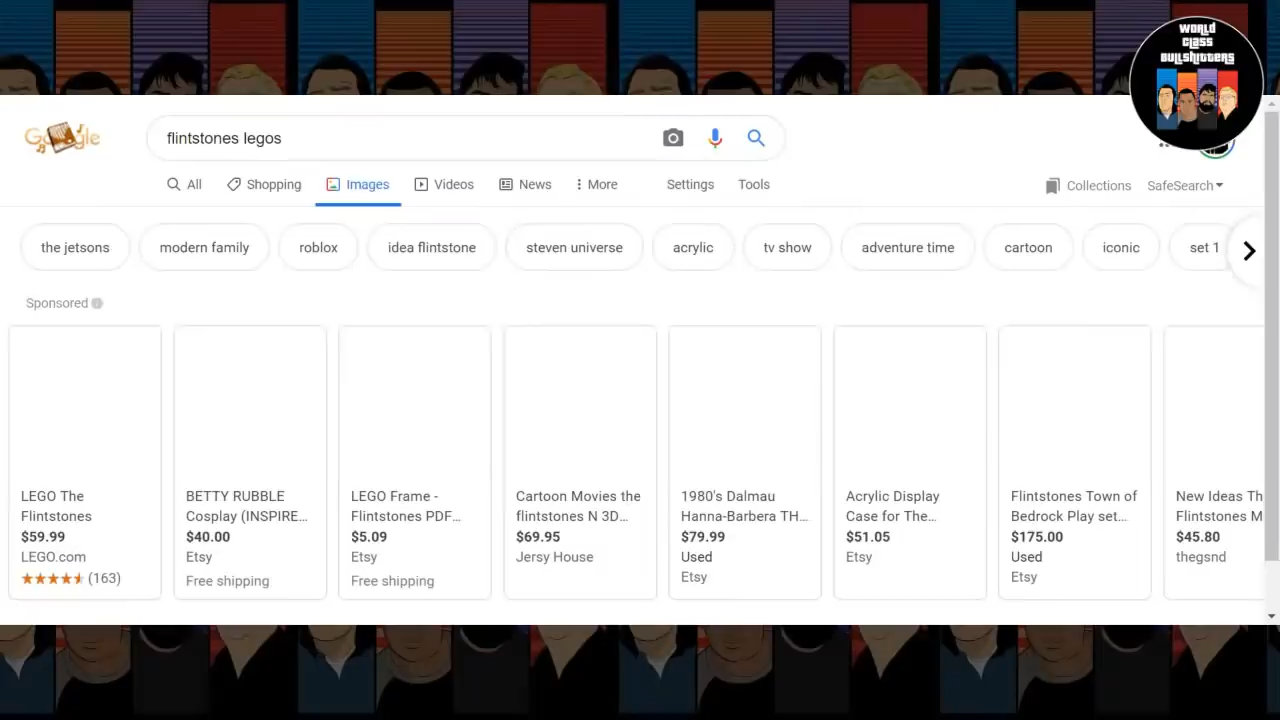 WORLD
CLASS
BULLSHITTERS
Google
flintstones legos
All
Shopping
Images
Videos
News
More
Settings
Tools
Collections
SafeSearch
the jetsons
modern family
roblox
idea flintstone
steven universe
acrylic
tv show
adventure time
cartoon
iconic
set 1
Sponsored
LEGO The
Flintstones
$59.99
LEGO.com
(163)
BETTY RUBBLE
Cosplay (INSPIRE…
$40.00
Etsy
Free shipping
LEGO Frame -
Flintstones PDF…
$5.09
Etsy
Free shipping
Cartoon Movies the
flintstones N 3D…
$69.95
Jersy House
1980's Dalmau
Hanna-Barbera TH…
$79.99
Used
Etsy
Acrylic Display
Case for The…
$51.05
Etsy
Flintstones Town of
Bedrock Play set…
$175.00
Used
Etsy
New Ideas Th
Flintstones M
$45.80
thegsnd